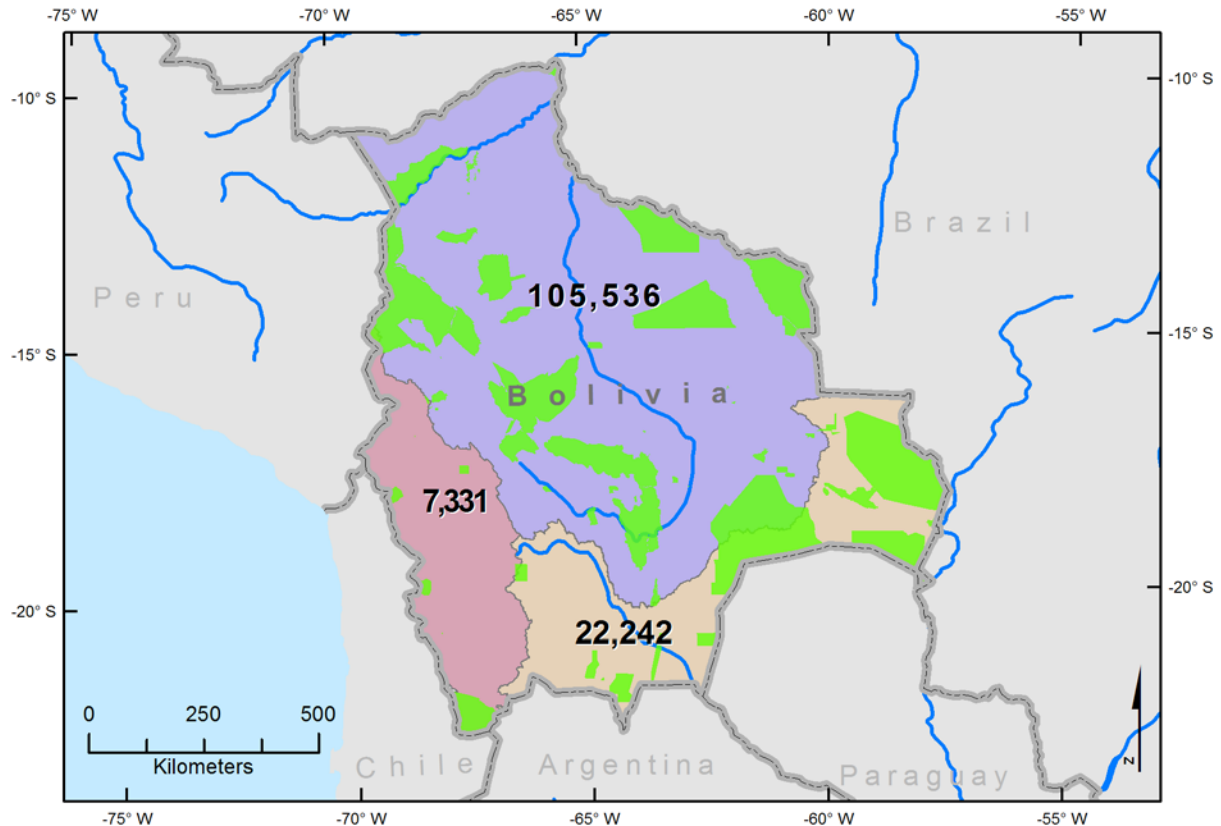 -75° W -70° W -65° W -60° W -55° W
-10° S -10° S
Brazil
Peru
105,536
-15° S -15° S
Bolivia
7,331
-20° S -20° S
22,242
0 250 500
Kilometers
Chile Argentina Paraguay
N
-75° W -70° W -65° W -60° W -55° W